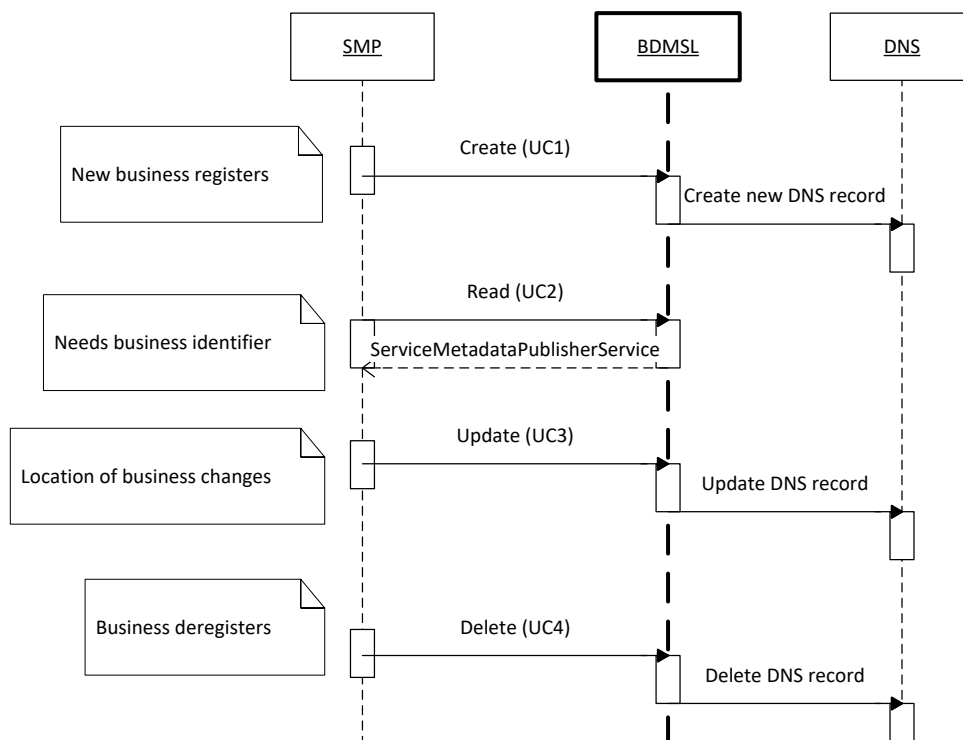 SMP
BDMSL
DNS
New business registers
Create (UC1)
Create new DNS record
Needs business identifier
Read (UC2)
ServiceMetadataPublisherService
Location of business changes
Update (UC3)
Update DNS record
Business deregisters
Delete (UC4)
Delete DNS record